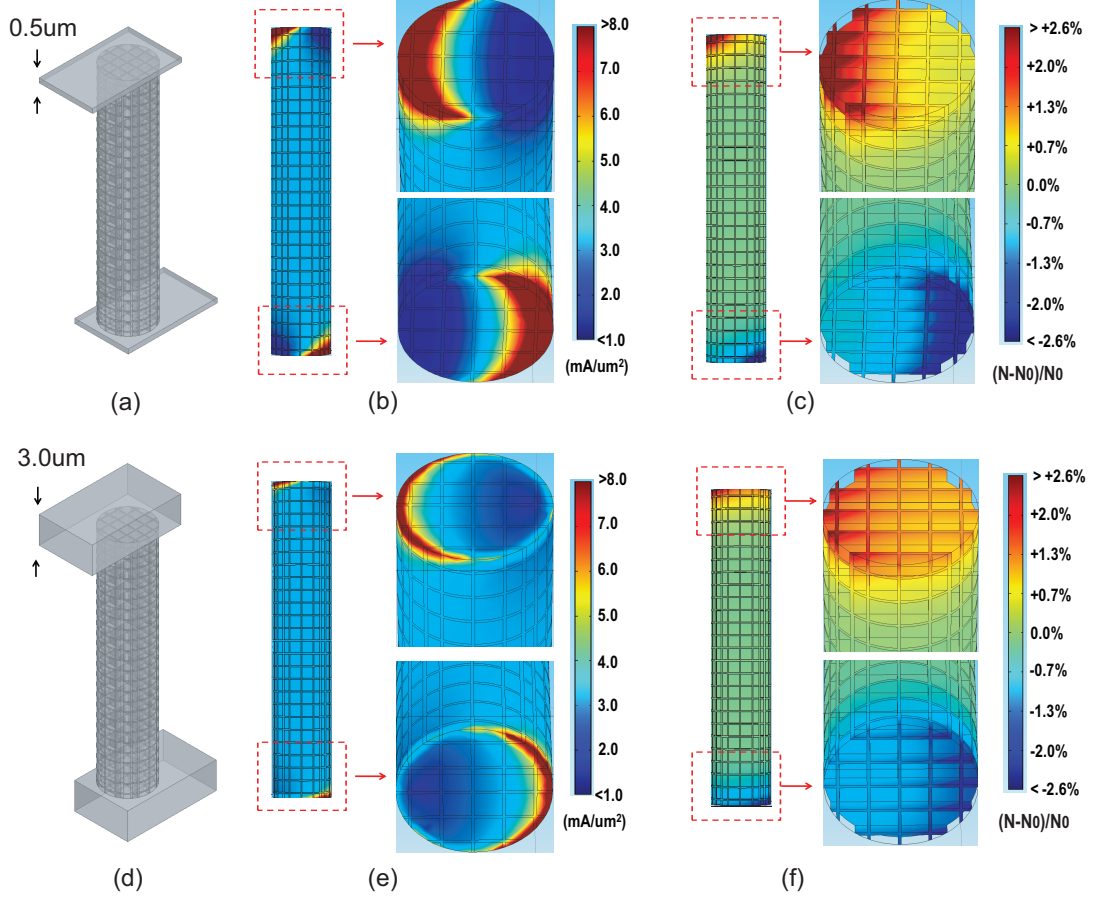 0.5um
>8.0
7.0
6.0
5.0
4.0
3.0
2.0
<1.0
(mA/um²)
> +2.6%
+2.0%
+1.3%
+0.7%
0.0%
-0.7%
-1.3%
-2.0%
< -2.6%
(N-N0)/N0
(a)
(b)
(c)
3.0um
>8.0
7.0
6.0
5.0
4.0
3.0
2.0
<1.0
(mA/um²)
> +2.6%
+2.0%
+1.3%
+0.7%
0.0%
-0.7%
-1.3%
-2.0%
< -2.6%
(N-N0)/N0
(d)
(e)
(f)